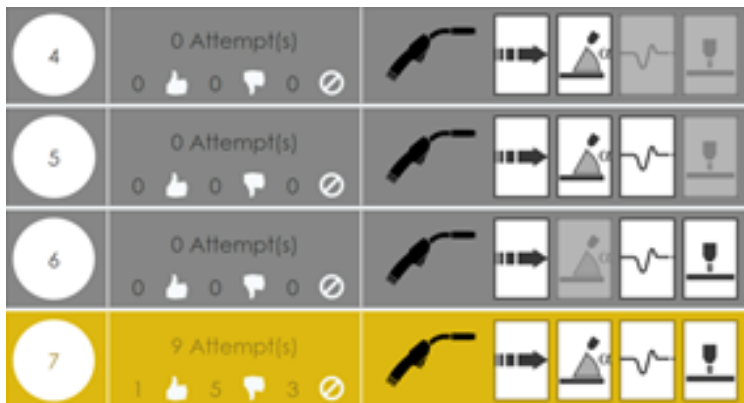 4
0 Attempt(s)
0 0 0
α
5
0 Attempt(s)
0 0 0
α
6
0 Attempt(s)
0 0 0
α
7
9 Attempt(s)
1 5 3
α